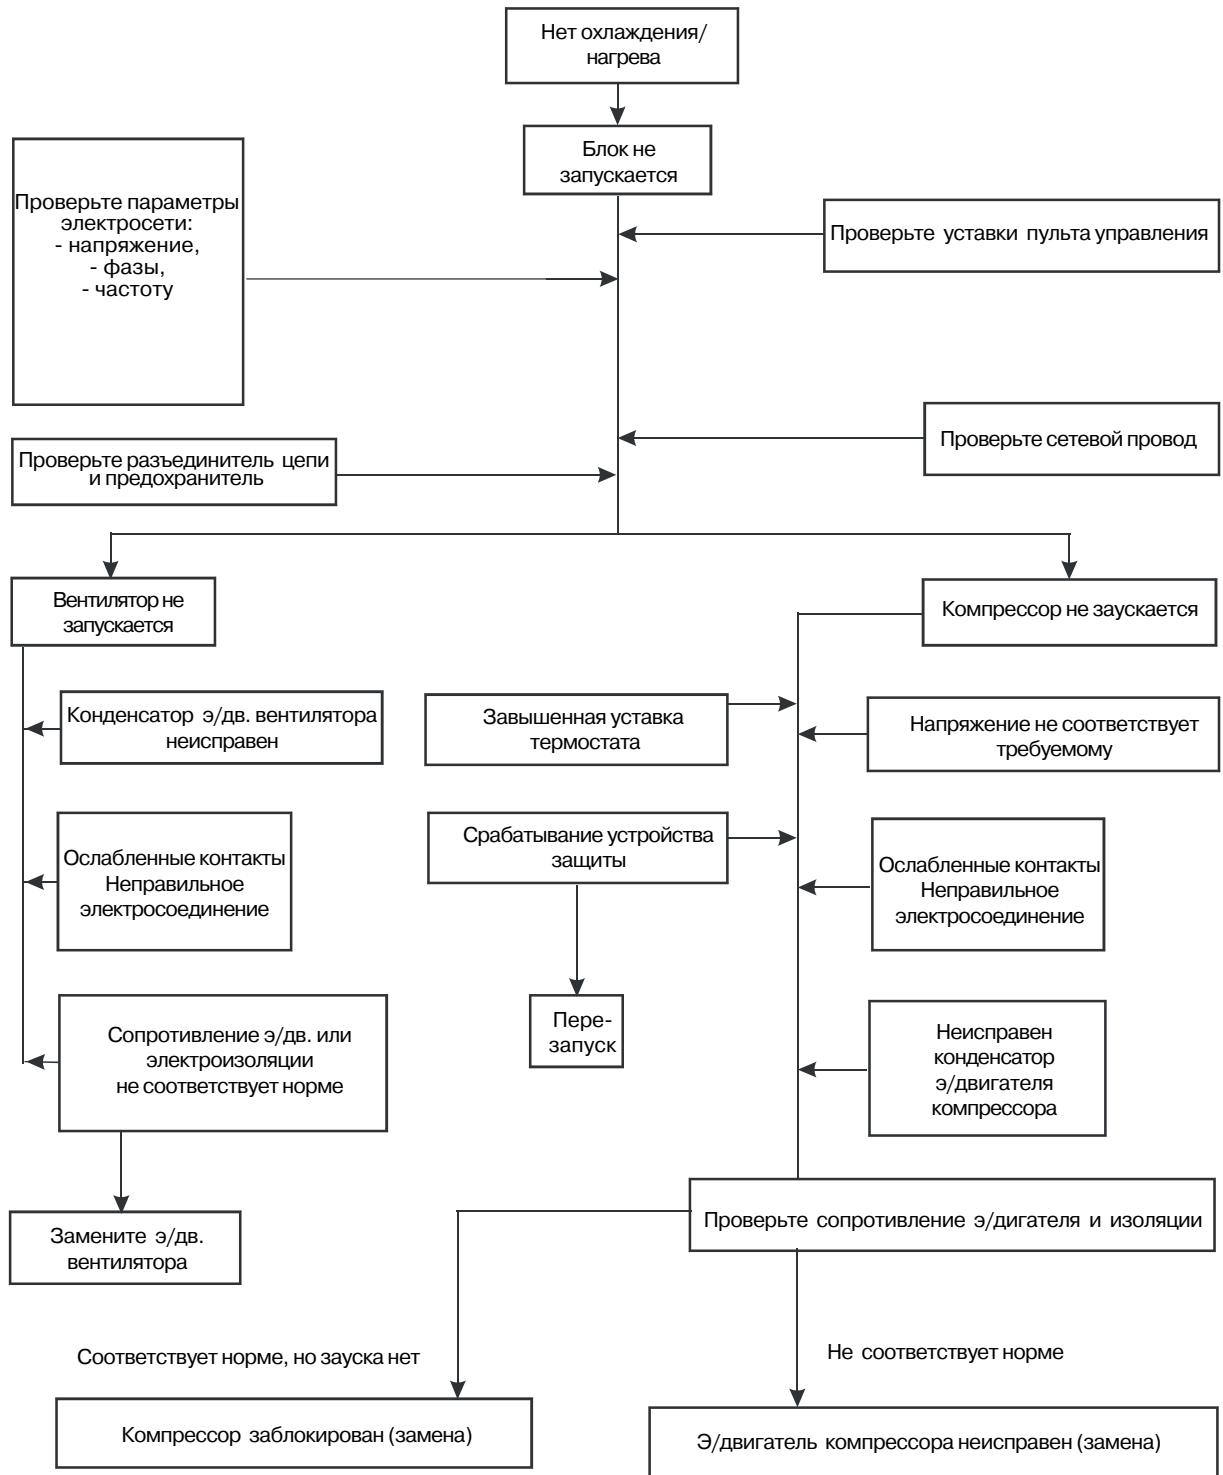 Нет охлаждения/
нагрева
Блок не
запускается
Проверьте параметры
электросети:
- напряжение,
- фазы,
- частоту
Проверьте уставки пульта управления
Проверьте сетевой провод
Проверьте разъединитель цепи
и предохранитель
Вентилятор не
запускается
Компрессор не заускается
Конденсатор э/дв. вентилятора
неисправен
Завышенная уставка
термостата
Напряжение не соответствует
требуемому
Ослабленные контакты
Неправильное
электросоединение
Срабатывание устройства
защиты
Ослабленные контакты
Неправильное
электросоединение
Сопротивление э/дв. или
электроизоляции
не соответствует норме
Пере-
запуск
Неисправен
конденсатор
э/двигателя
компрессора
Замените э/дв.
вентилятора
Проверьте сопротивление э/дигателя и изоляции
Соответствует норме, но зауска нет
Не соответствует норме
Компрессор заблокирован (замена)
Э/двигатель компрессора неисправен (замена)